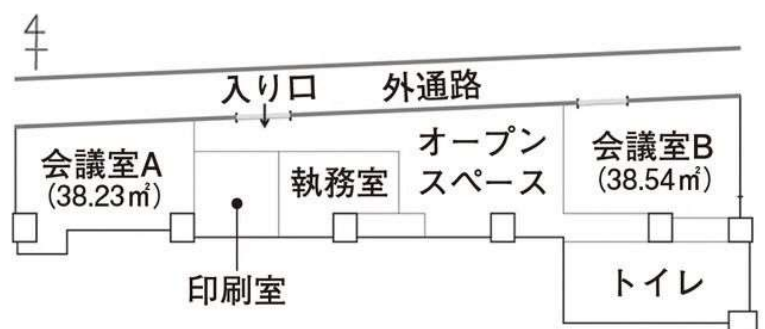 入り口
外通路
会議室A
(38.23㎡)
執務室
オープン
スペース
会議室B
(38.54㎡)
印刷室
トイレ